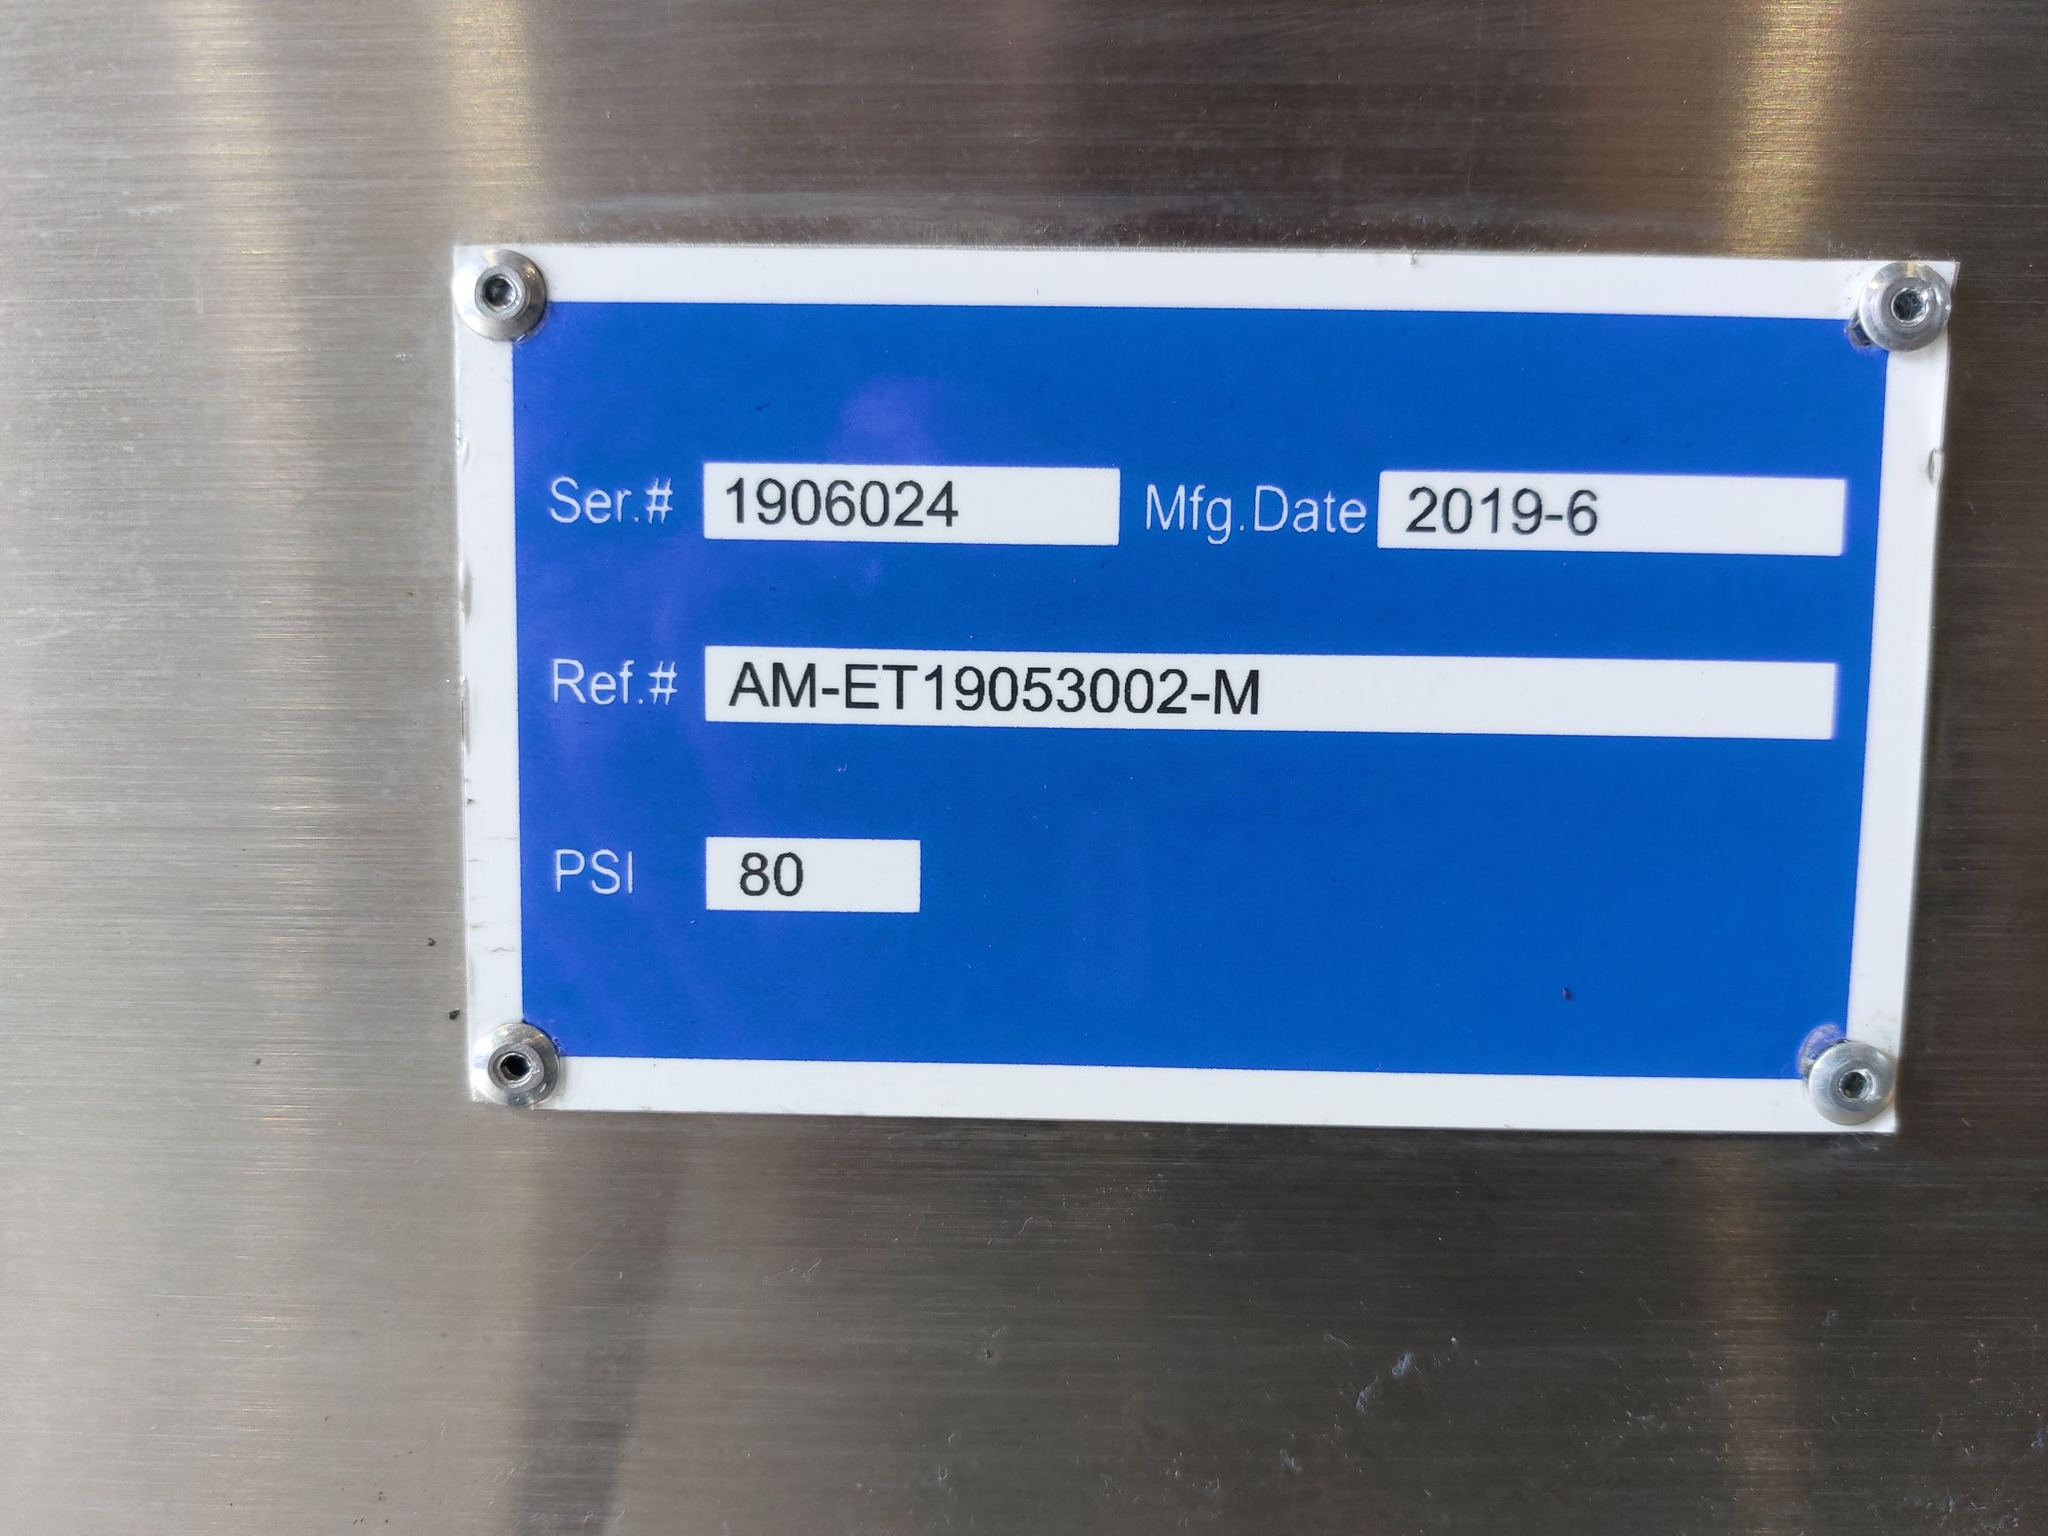 Ser.# 1906024 Mfg.Date 2019-6
Ref.# AM-ET19053002-M
PSI 80